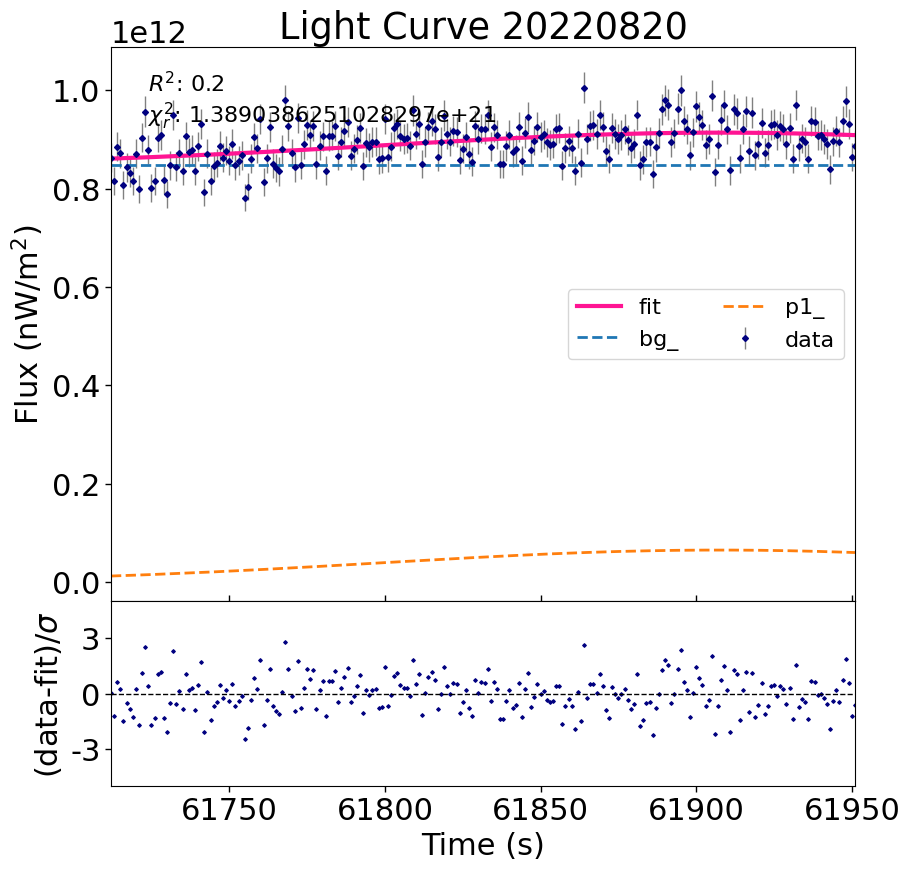 Light Curve 20220820
1e12
R²: 0.2
χ²ᵣ: 1.3890386251028297e+21
1.0
0.8
0.6
0.4
0.2
0.0
Flux (nW/m²)
fit
bg_
p1_
data
3
0
-3
(data-fit)/σ
61750 61800 61850 61900 61950
Time (s)